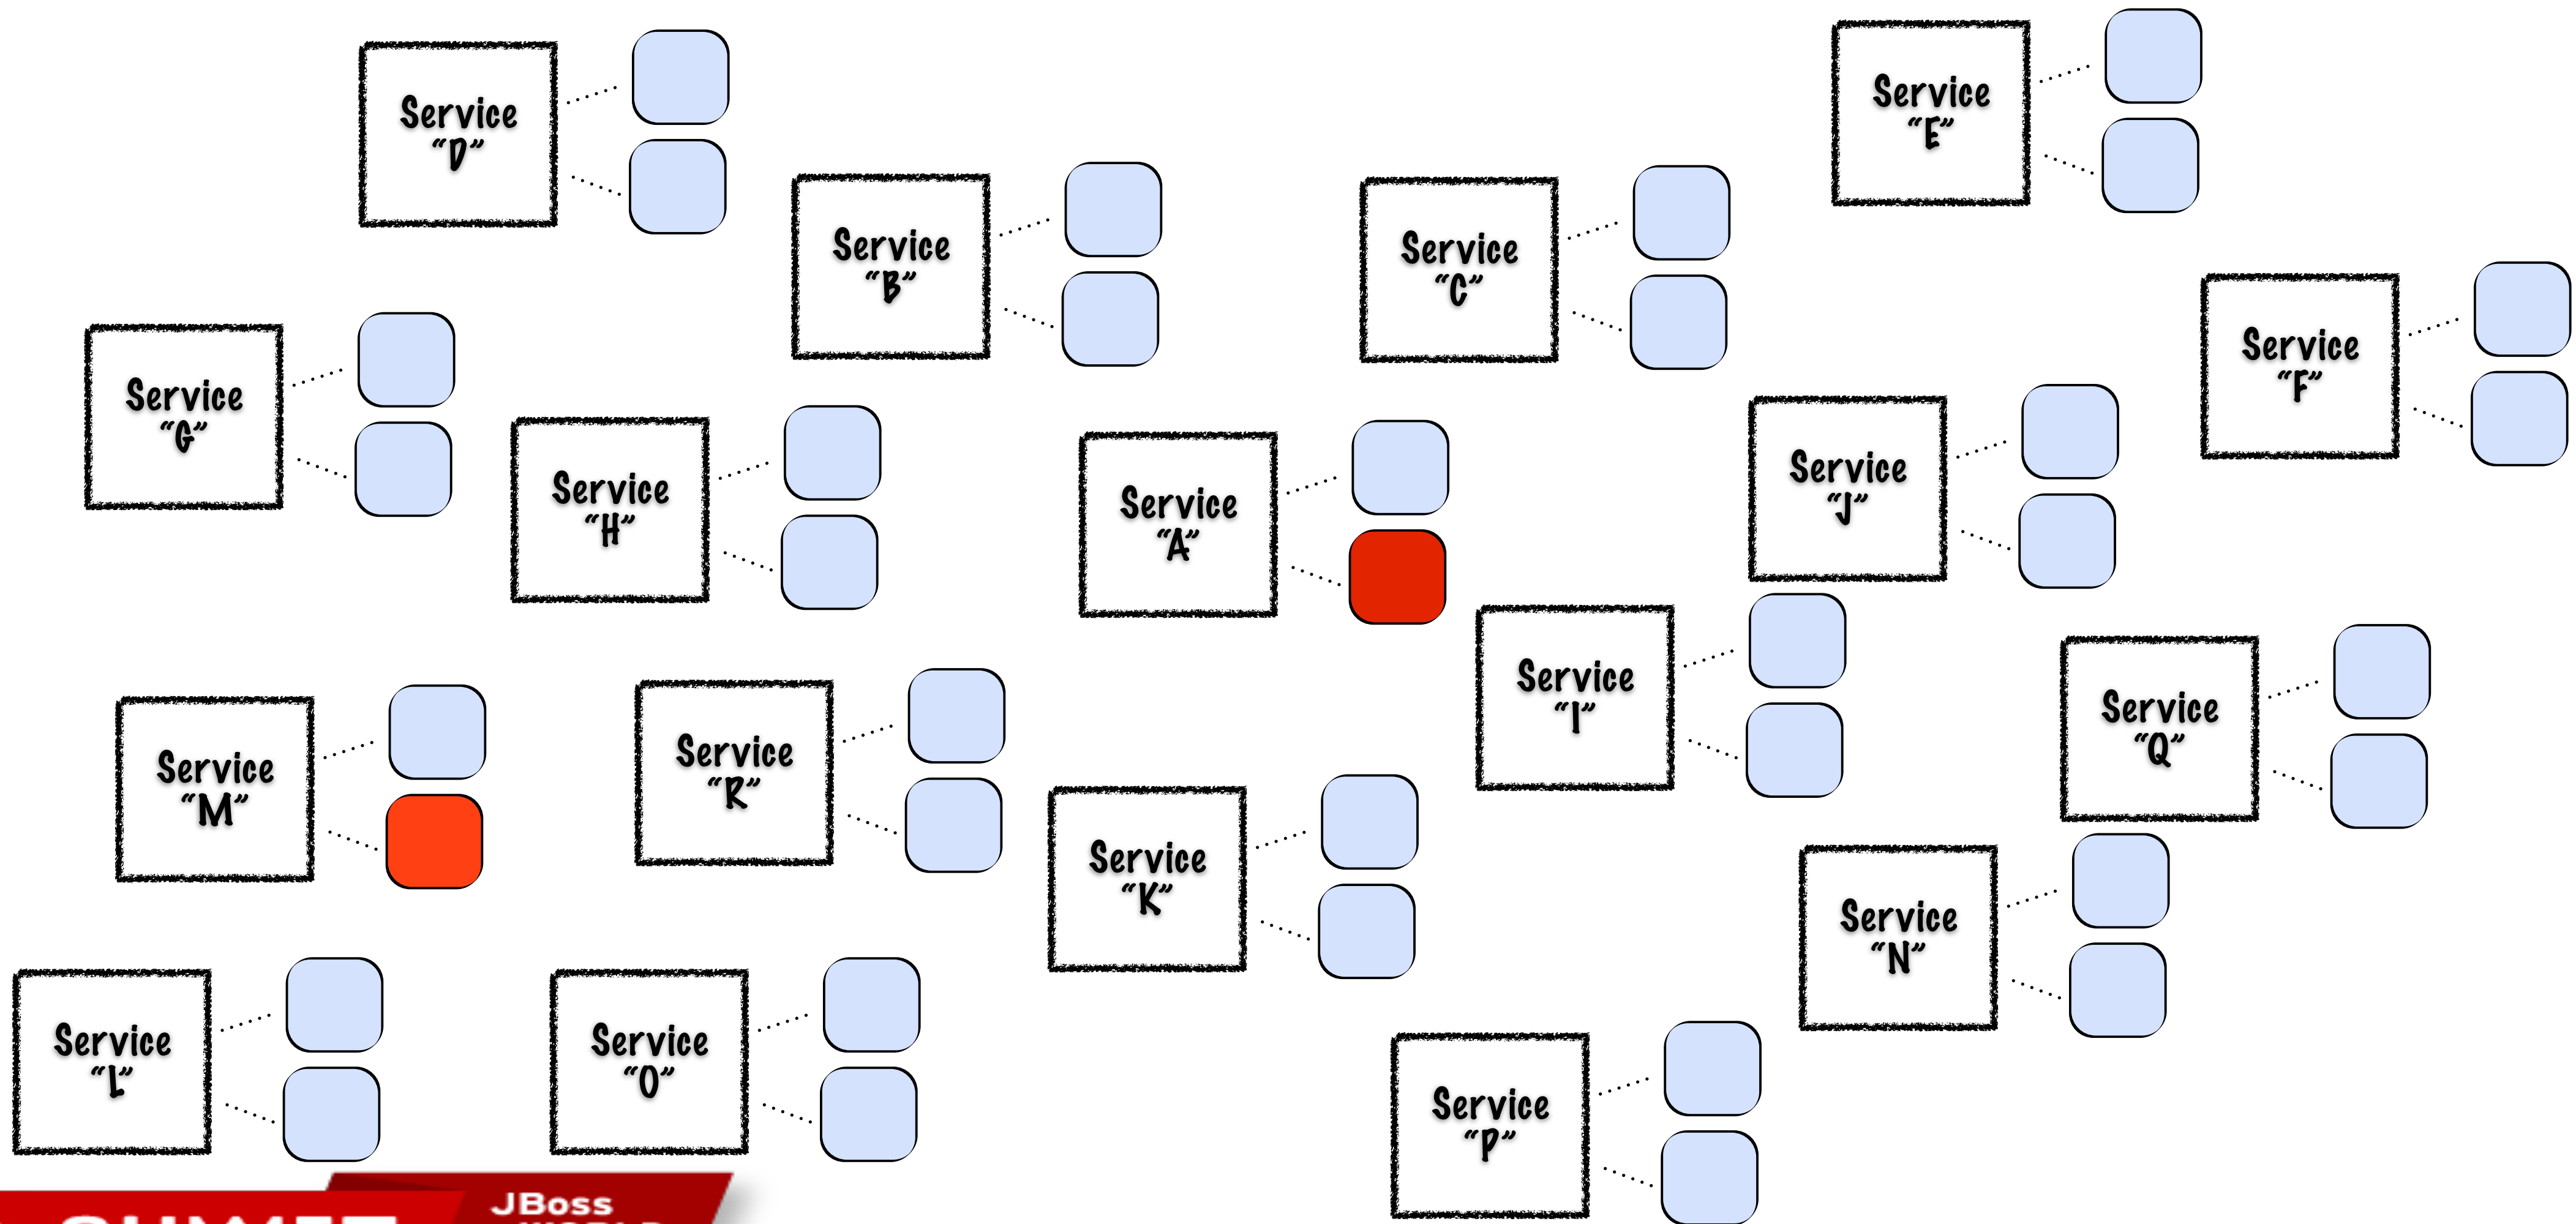 Service
“D”
Service
“E”
Service
“B”
Service
“C”
Service
“F”
Service
“G”
Service
“H”
Service
“A”
Service
“J”
Service
“I”
Service
“Q”
Service
“M”
Service
“R”
Service
“K”
Service
“N”
Service
“L”
Service
“O”
Service
“P”
JBoss